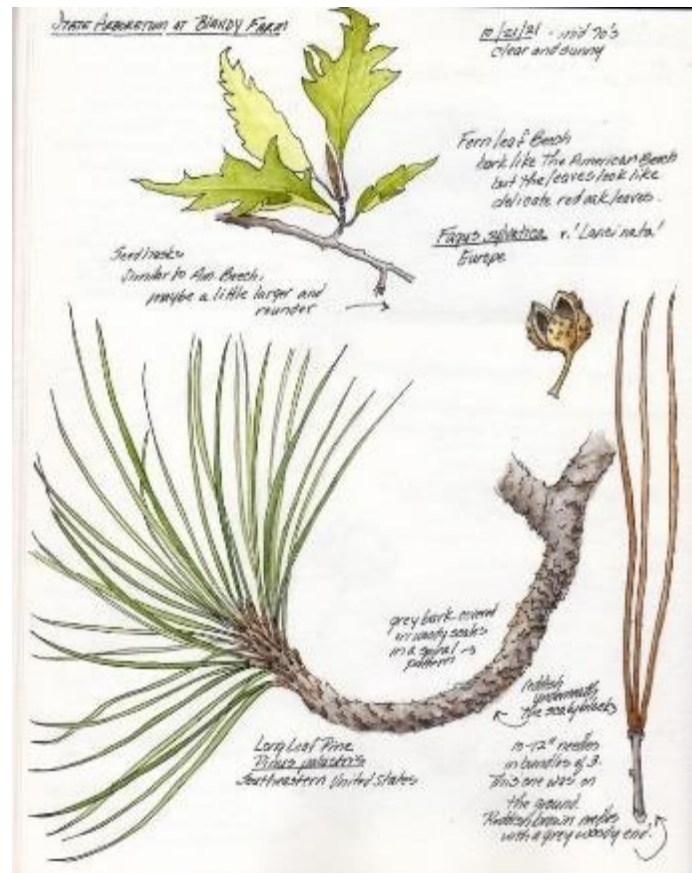 STATE ARBORETUM AT BLANDY FARM
10/21/21 - mid 70's
clear and sunny
Fern leaf Beech
bark like the American Beech
but the leaves look like
delicate red oak leaves.
Fagus sylvatica v. 'Lancinata'
Europe
Seed husks
Similar to Am. Beech,
maybe a little larger and
rounder
grey bark covered
w/ woody scales
in a spiral
pattern
reddish
underneath
the scaly blocks
Long Leaf Pine
Pinus palustris
Southeastern United States
10-12" needles
in bundles of 3.
This one was on
the ground.
Reddish brown needles
with a grey woody end.